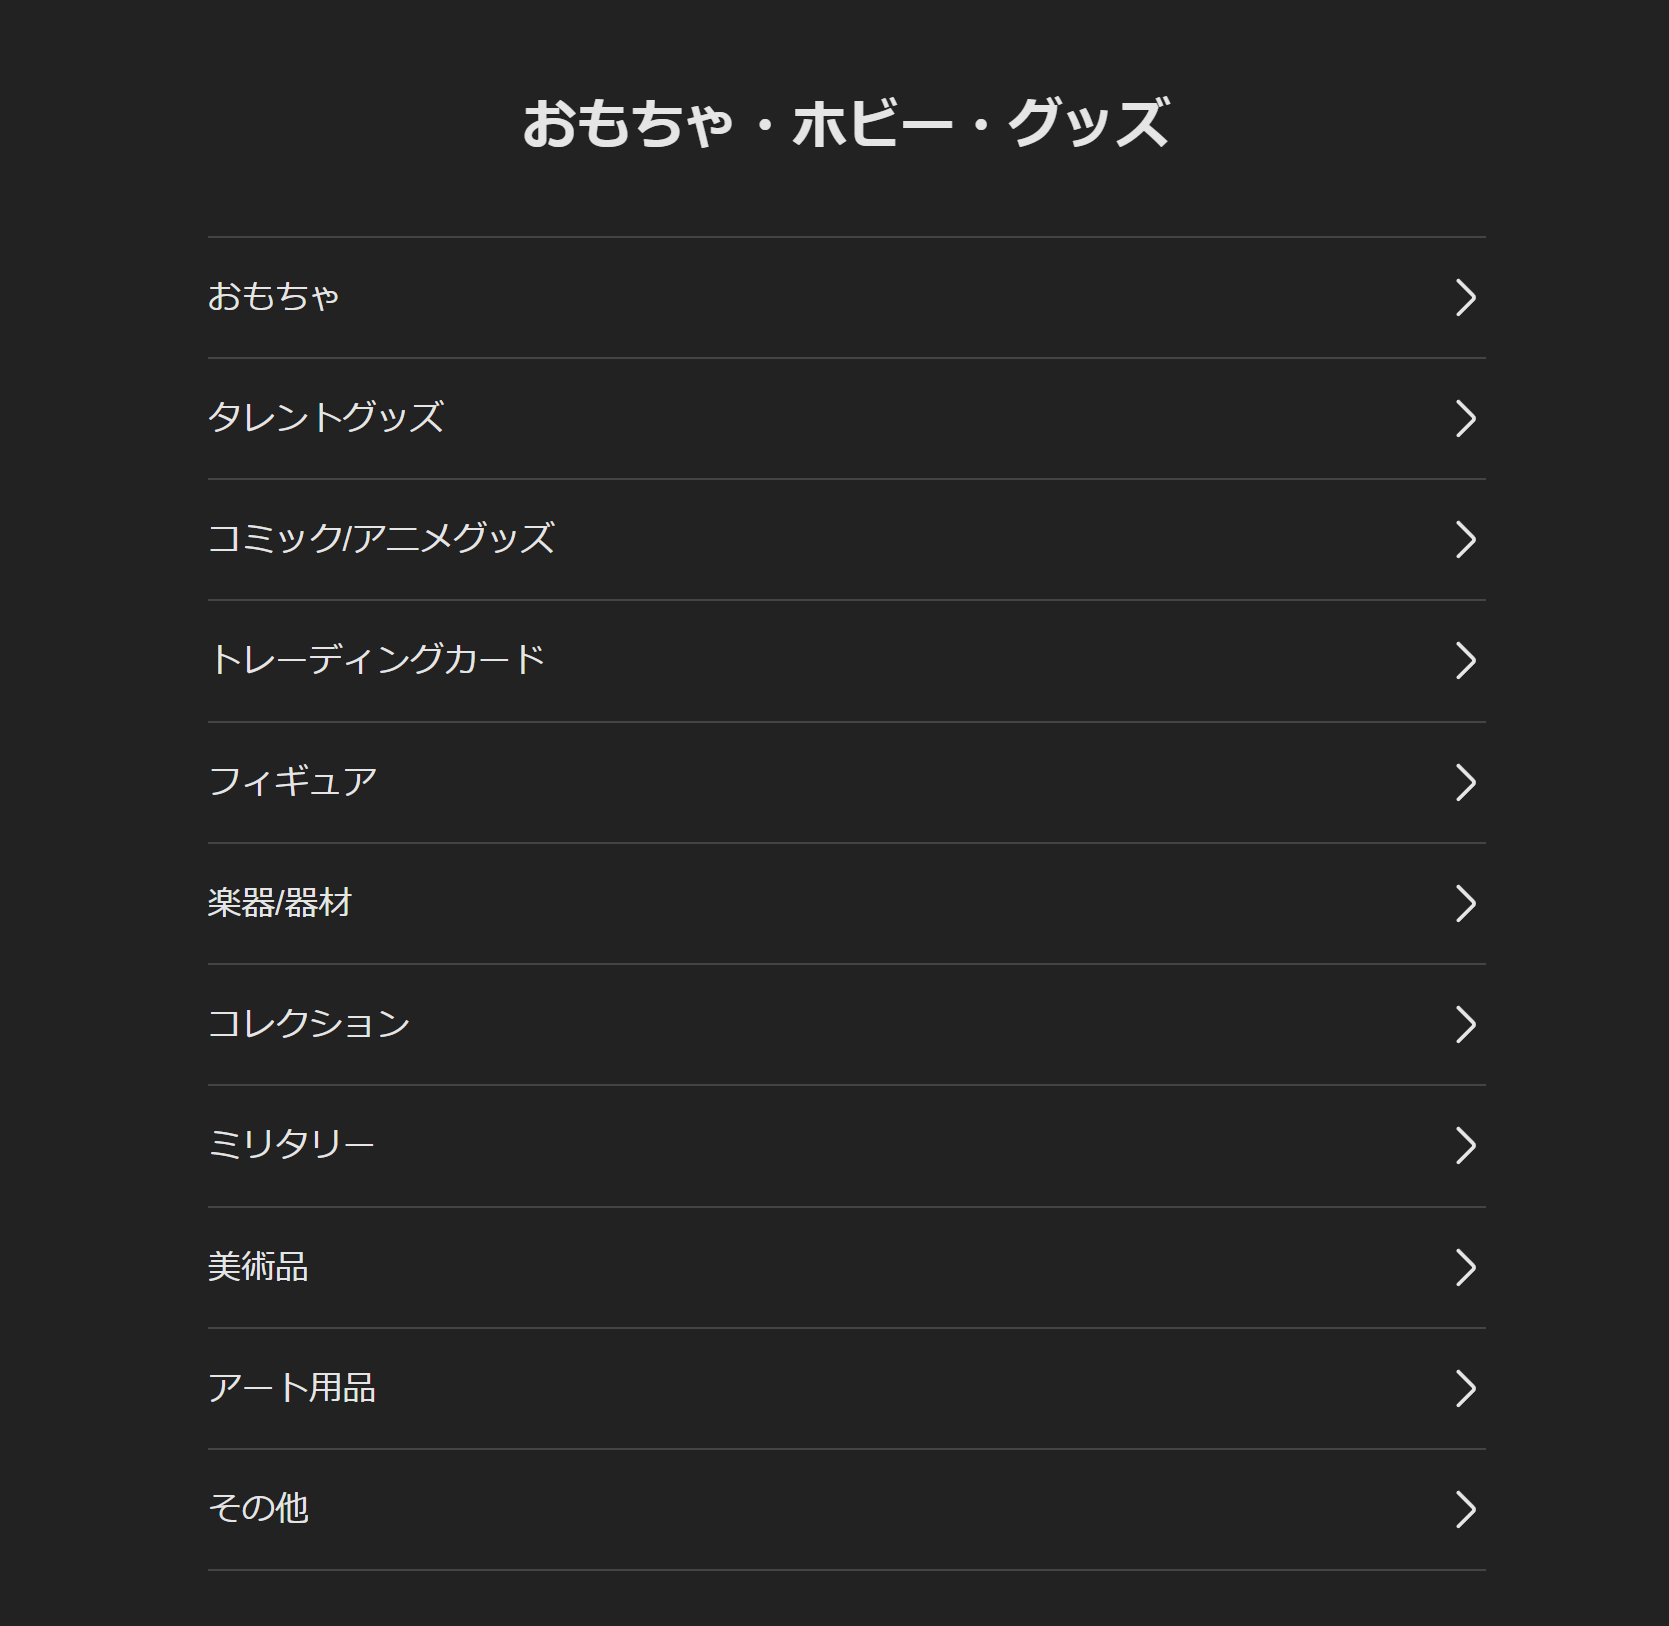 おもちゃ・ホビー・グッズ
おもちゃ
タレントグッズ
コミック/アニメグッズ
トレーディングカード
フィギュア
楽器/器材
コレクション
ミリタリー
美術品
アート用品
その他